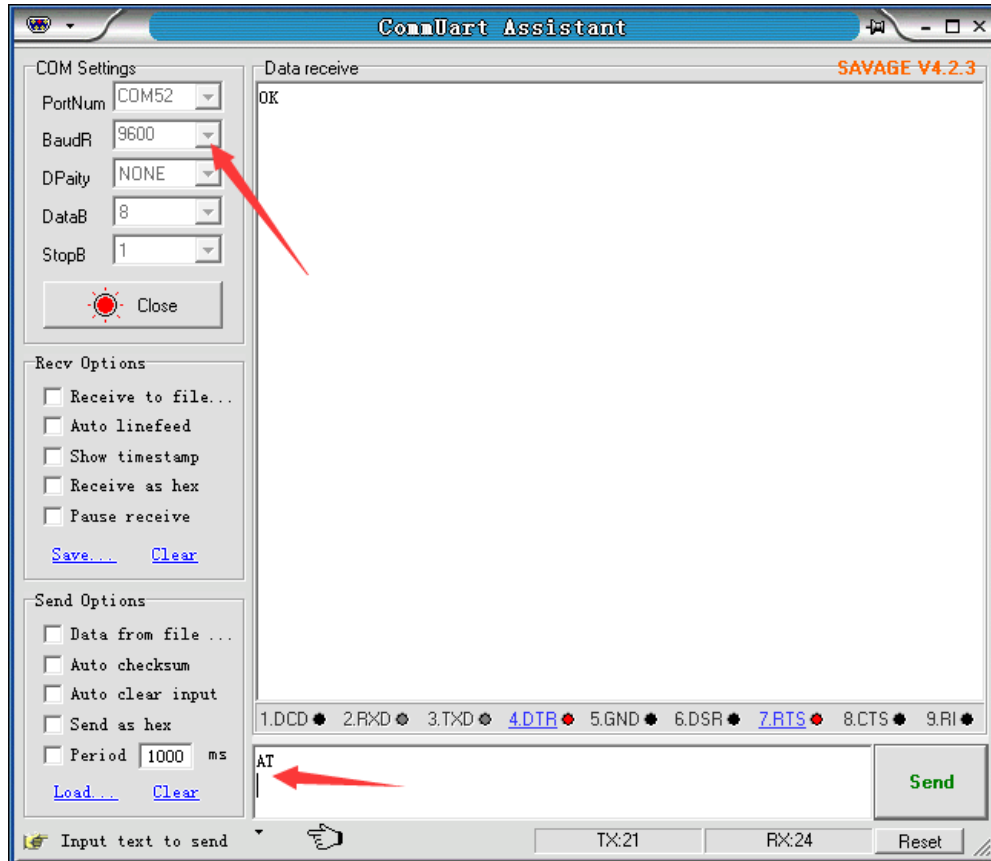 CommUart Assistant
COM Settings
PortNum COM52
BaudR 9600
DPaity NONE
DataB 8
StopB 1
Close
Recv Options
Receive to file...
Auto linefeed
Show timestamp
Receive as hex
Pause receive
Save... Clear
Send Options
Data from file ...
Auto checksum
Auto clear input
Send as hex
Period 1000 ms
Load... Clear
Data receive SAVAGE V4.2.3
OK
1.DCD 2.RXD 3.TXD 4.DTR 5.GND 6.DSR 7.RTS 8.CTS 9.RI
AT
Send
Input text to send TX:21 RX:24 Reset